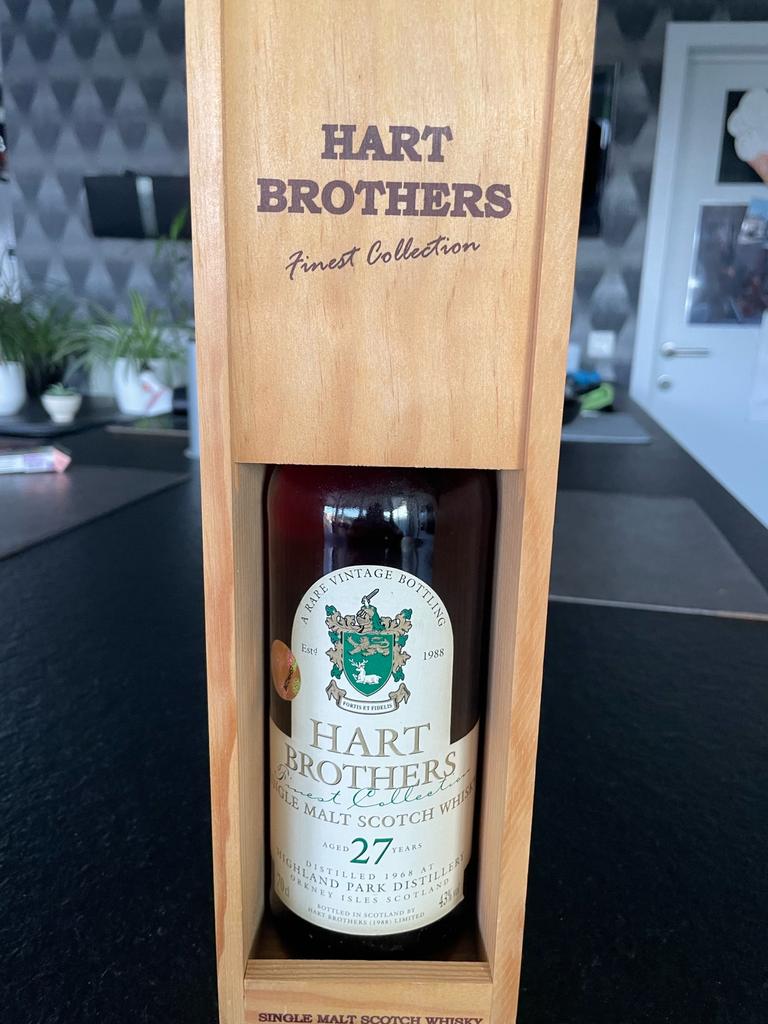 HART
BROTHERS
Finest Collection
A RARE VINTAGE BOTTLING
Estd 1988
FORTIS ET FIDELIS
HART
BROTHERS
Finest Collection
SINGLE MALT SCOTCH WHISKY
AGED 27 YEARS
DISTILLED 1968 AT
HIGHLAND PARK DISTILLERY
ORKNEY ISLES SCOTLAND
70cl 43% vol
BOTTLED IN SCOTLAND BY
HART BROTHERS (1988) LIMITED
SINGLE MALT SCOTCH WHISKY